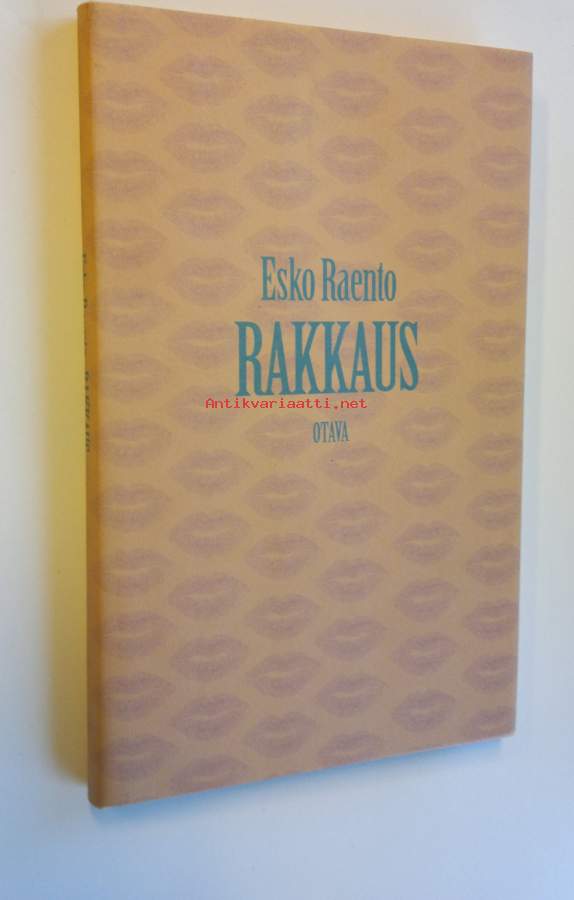 Esko Raento
RAKKAUS
Antikvariaatti.net
OTAVA